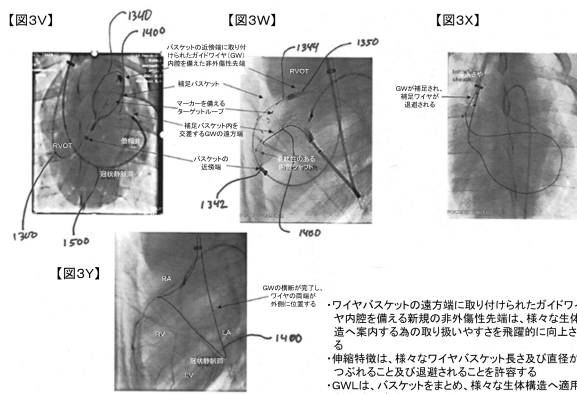 【図3V】
【図3W】
【図3X】
1340
1400
バスケットの近傍端に取り付
けられたガイドワイヤ(GW)
内腔を備えた非外傷性先端
1344
1350
RVOT
補足バスケット
マーカーを備える
ターゲットループ
補足バスケット内を
交差するGWの遠方端
バスケットの
近傍端
RVOT
冠状静脈洞
1300
1500
柔軟性のある
内側シャフト
1342
1400
GWが補足され、
補足ワイヤが
退避される
【図3Y】
RA
RV
LA
冠状静脈洞
LV
GWの横断が完了し、
ワイヤの両端が
外側に位置する
1400
・ワイヤバスケットの遠方端に取り付けられたガイドワイ
ヤ内腔を備える新規の非外傷性先端は、様々な生体
造へ案内する為の取り扱いやすさを飛躍的に向上さ
る
・伸縮特徴は、様々なワイヤバスケット長さ及び直径が
つぶれること及び退避されることを許容する
・GWLは、バスケットをまとめ、様々な生体構造へ適用